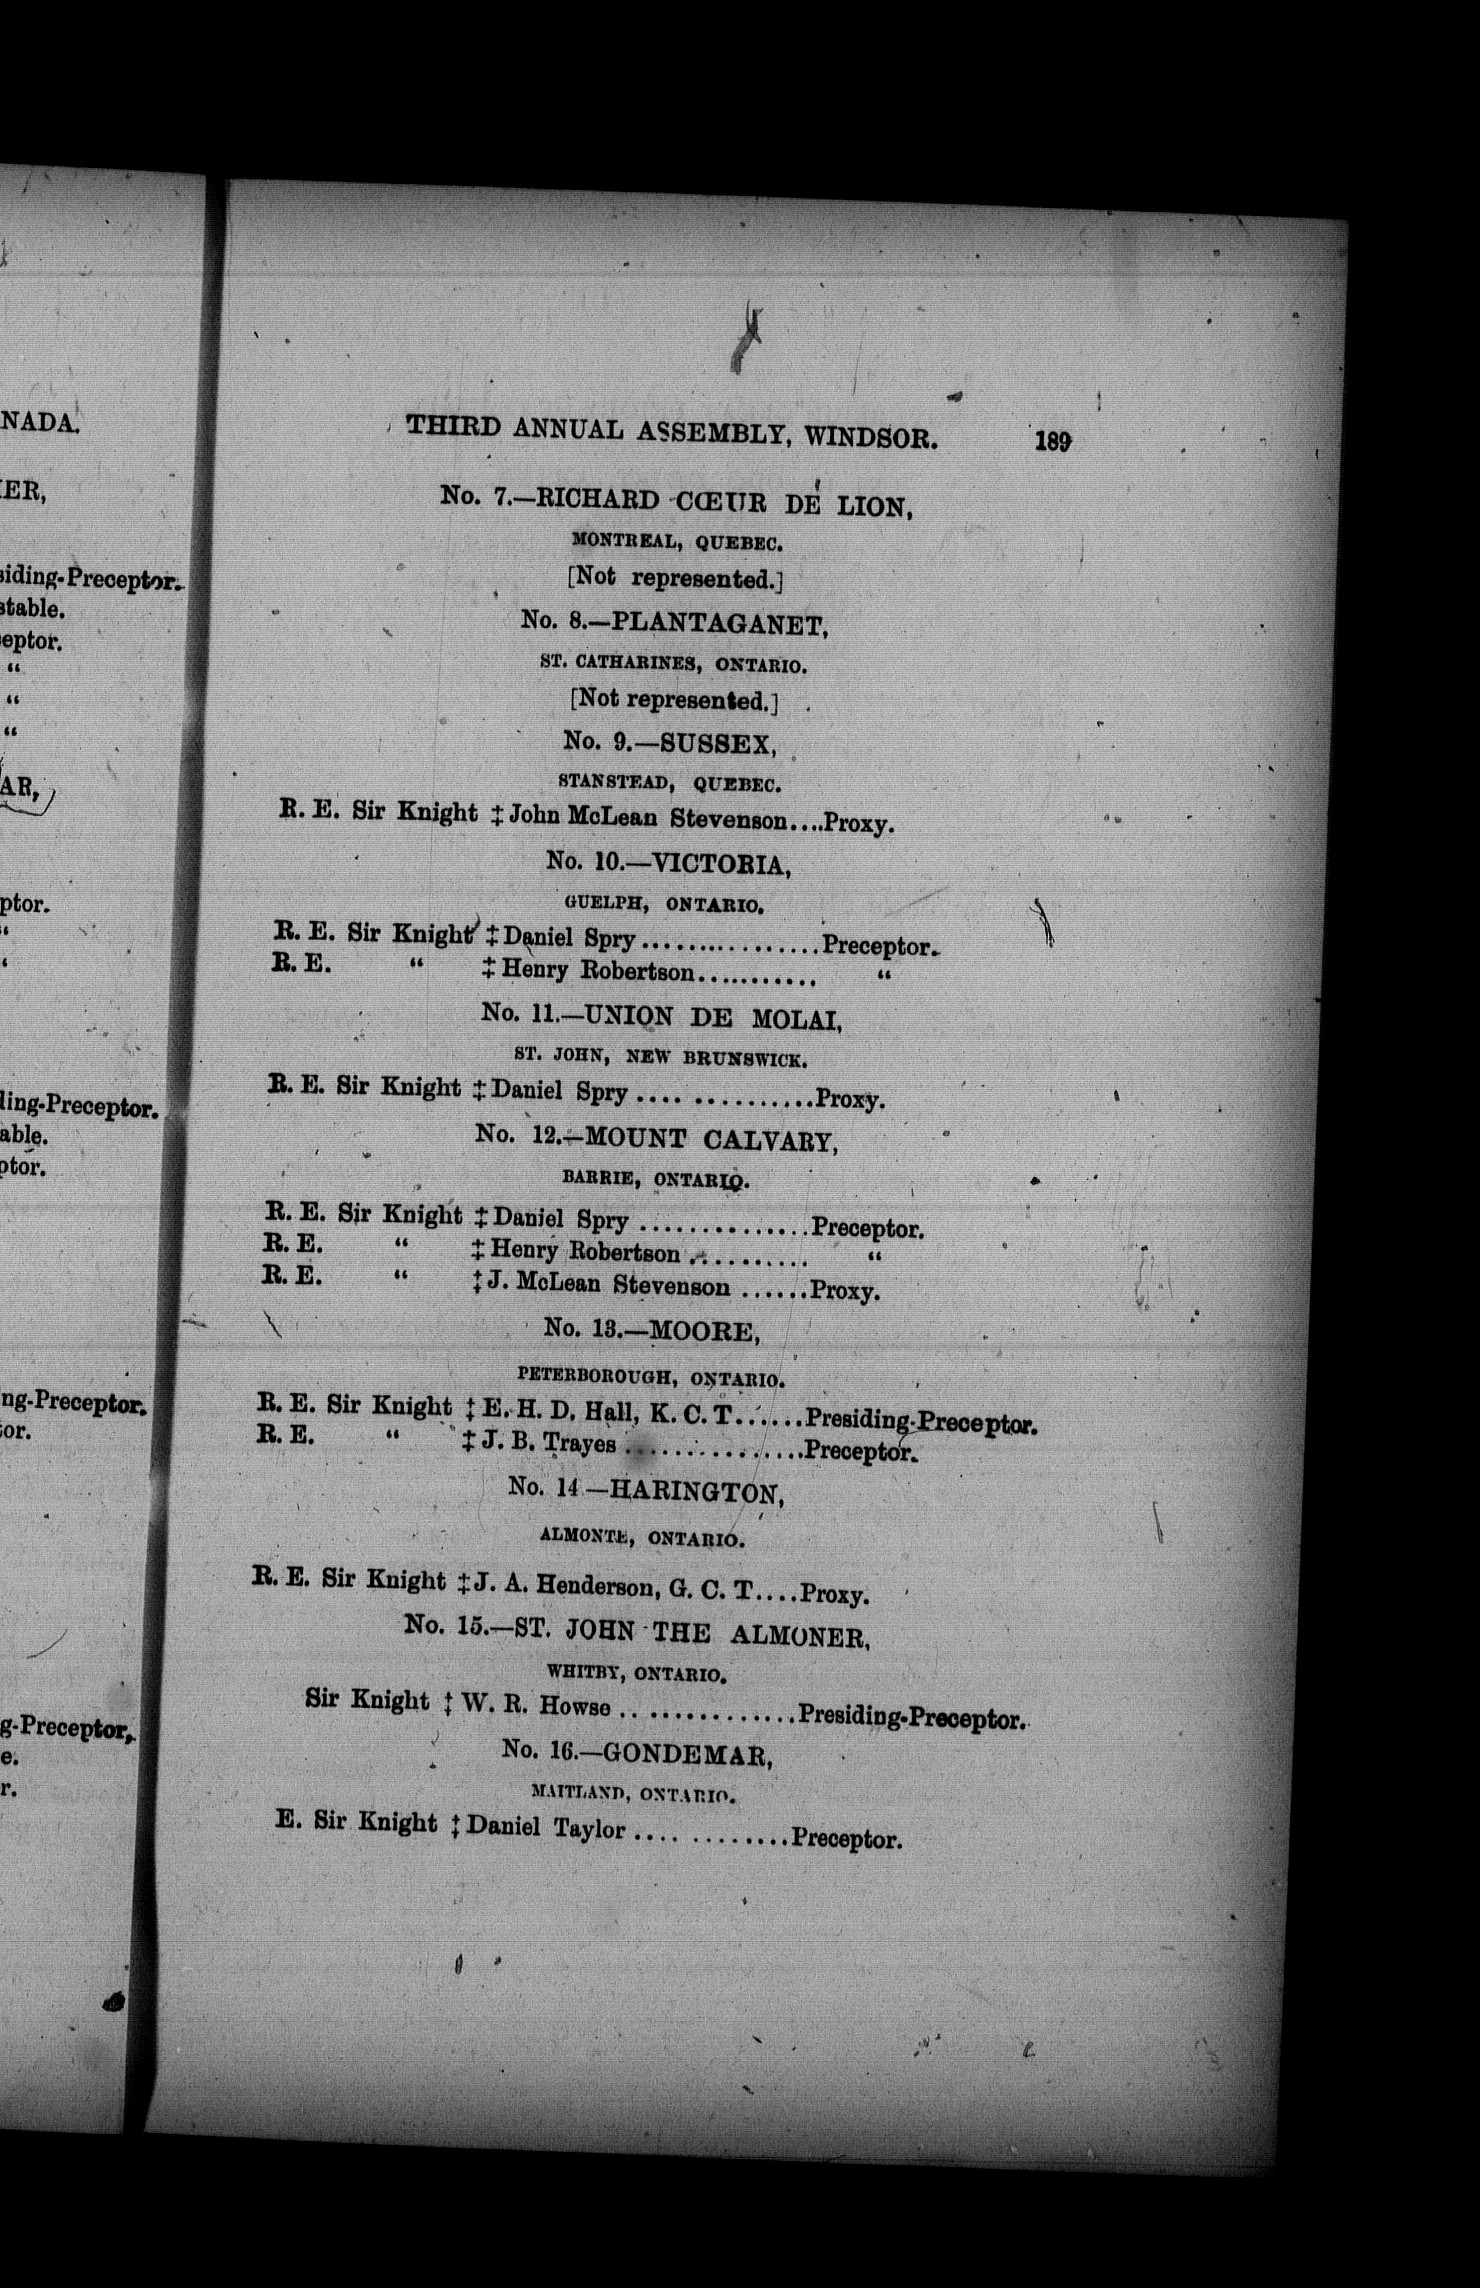 NADA.
ER,
siding-Preceptor.
stable.
eptor.
“
“
“
AR,
ptor.
“
“
ling-Preceptor.
able.
ptor.
ng-Preceptor.
or.
g-Preceptor,
e.
r.
THIRD ANNUAL ASSEMBLY, WINDSOR. 189
No. 7.—RICHARD CŒUR DE LION,
MONTREAL, QUEBEC.
[Not represented.]
No. 8.—PLANTAGANET,
ST. CATHARINES, ONTARIO.
[Not represented.]
No. 9.—SUSSEX,
STANSTEAD, QUEBEC.
R. E. Sir Knight ‡ John McLean Stevenson....Proxy.
No. 10.—VICTORIA,
GUELPH, ONTARIO.
R. E. Sir Knight ‡ Daniel Spry................Preceptor.
R. E. “ ‡ Henry Robertson........... “
No. 11.—UNION DE MOLAI,
ST. JOHN, NEW BRUNSWICK.
R. E. Sir Knight ‡ Daniel Spry .... ..........Proxy.
No. 12.—MOUNT CALVARY,
BARRIE, ONTARIO.
R. E. Sir Knight ‡ Daniel Spry ..............Preceptor.
R. E. “ ‡ Henry Robertson .......... “
R. E. “ ‡ J. McLean Stevenson ......Proxy.
No. 13.—MOORE,
PETERBOROUGH, ONTARIO.
R. E. Sir Knight ‡ E. H. D. Hall, K. C. T......Presiding-Preceptor.
R. E. “ ‡ J. B. Trayes ...............Preceptor.
No. 14—HARINGTON,
ALMONTE, ONTARIO.
R. E. Sir Knight ‡ J. A. Henderson, G. C. T....Proxy.
No. 15.—ST. JOHN THE ALMONER,
WHITBY, ONTARIO.
Sir Knight ‡ W. R. Howse .. ............Presiding-Preceptor.
No. 16.—GONDEMAR,
MAITLAND, ONTARIO.
E. Sir Knight ‡ Daniel Taylor .... ........Preceptor.